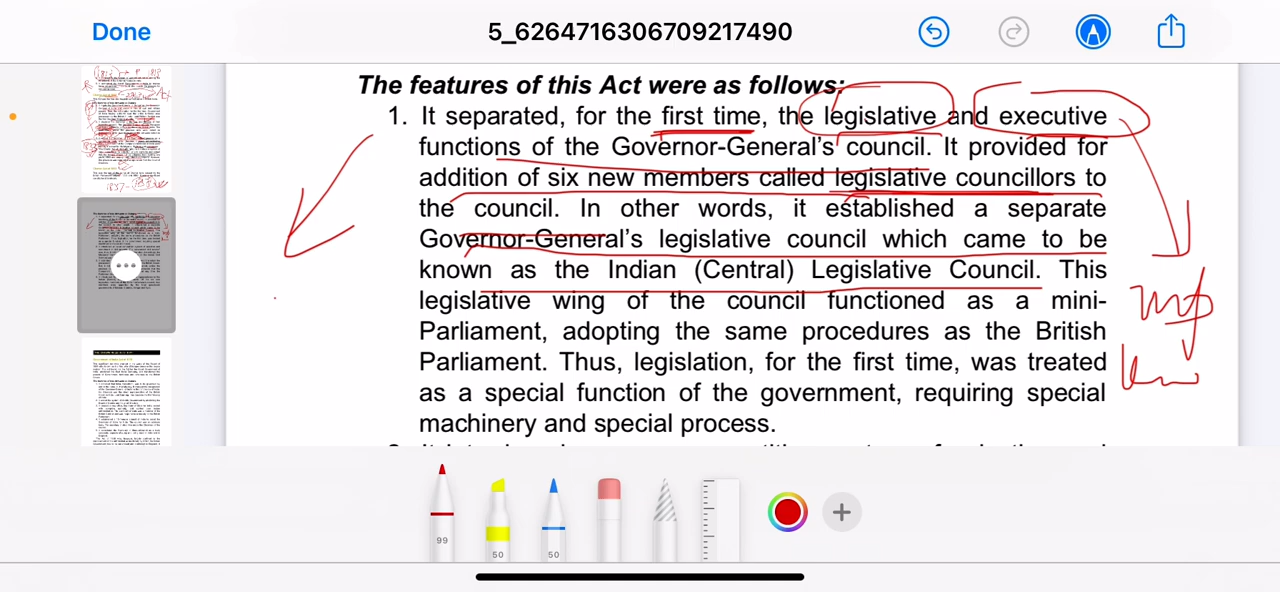 Done
5_6264716306709217490
The features of this Act were as follows:
1. It separated, for the first time, the legislative and executive
functions of the Governor-General's council. It provided for
addition of six new members called legislative councillors to
the council. In other words, it established a separate
Governor-General's legislative council which came to be
known as the Indian (Central) Legislative Council. This
legislative wing of the council functioned as a mini-
Parliament, adopting the same procedures as the British
Parliament. Thus, legislation, for the first time, was treated
as a special function of the government, requiring special
machinery and special process.
99
50
50